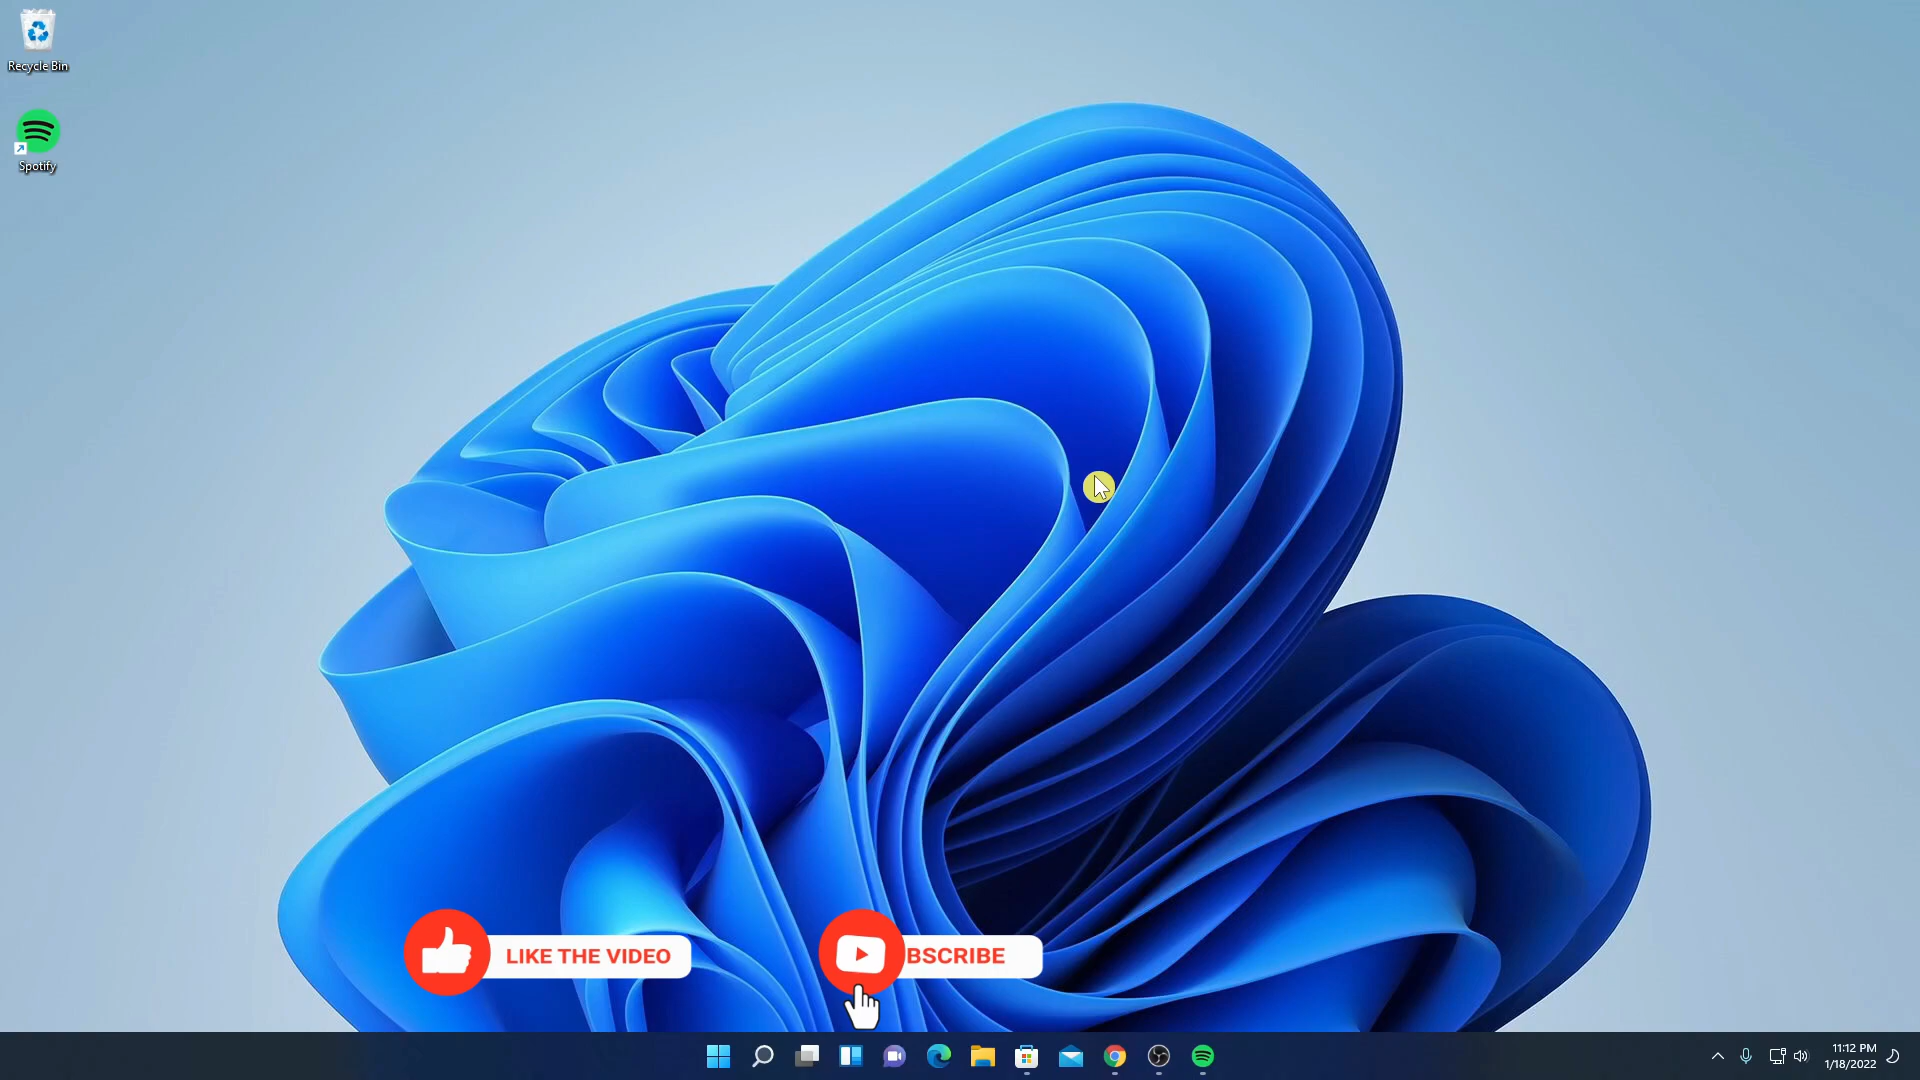 Recycle Bin
Spotify
LIKE THE VIDEO
BSCRIBE
11:12 PM
1/18/2022